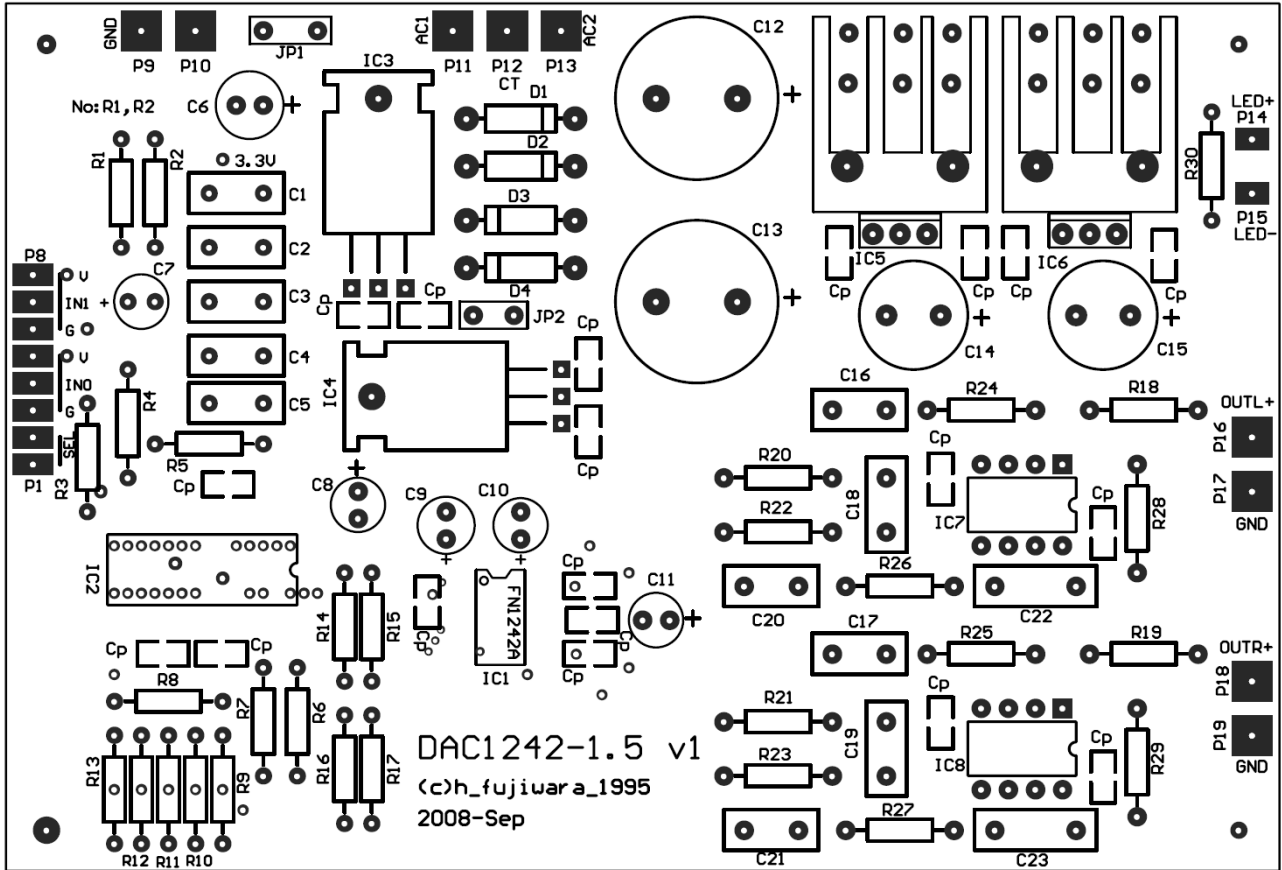 GND
P9
P10
JP1
IC3
AC1
P11
P12
P13
AC2
CT
C12
C6
No:R1,R2
R1
R2
3.3V
C1
C2
C3
C4
C5
D1
D2
D3
D4
LED+
P14
R30
P15
LED-
C13
P8
V
IN1
G
V
IN0
G
SEL
P1
C7
R4
R3
R5
Cp
Cp
Cp
JP2
IC4
Cp
Cp
Cp
IC5
Cp
Cp
IC6
Cp
C14
C15
C16
R24
R18
OUTL+
P16
P17
GND
R20
R22
C18
Cp
IC7
Cp
R28
R26
C20
C22
C8
C9
C10
IC2
R14
R15
Cp
FN1242A
IC1
Cp
Cp
Cp
C11
C17
R25
R19
OUTR+
P18
P19
GND
Cp
Cp
R8
R7
R6
R13
R9
R12
R11
R10
R16
R17
R21
R23
C19
Cp
IC8
Cp
R29
R27
C21
C23
DAC1242-1.5 v1
(c)h_fujiwara_1995
2008-Sep